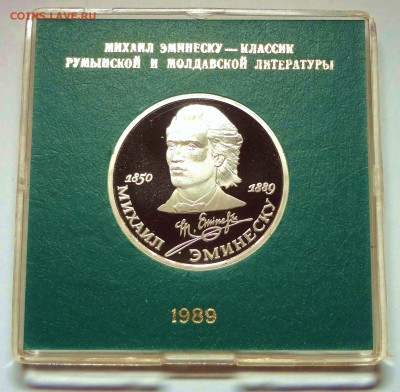 COINS.LAVE.RU
МИХАИЛ ЭМИНЕСКУ — КЛАССИК
РУМЫНСКОЙ И МОЛДАВСКОЙ ЛИТЕРАТУРЫ
1850
1889
МИХАИЛ ЭМИНЕСКУ
1989